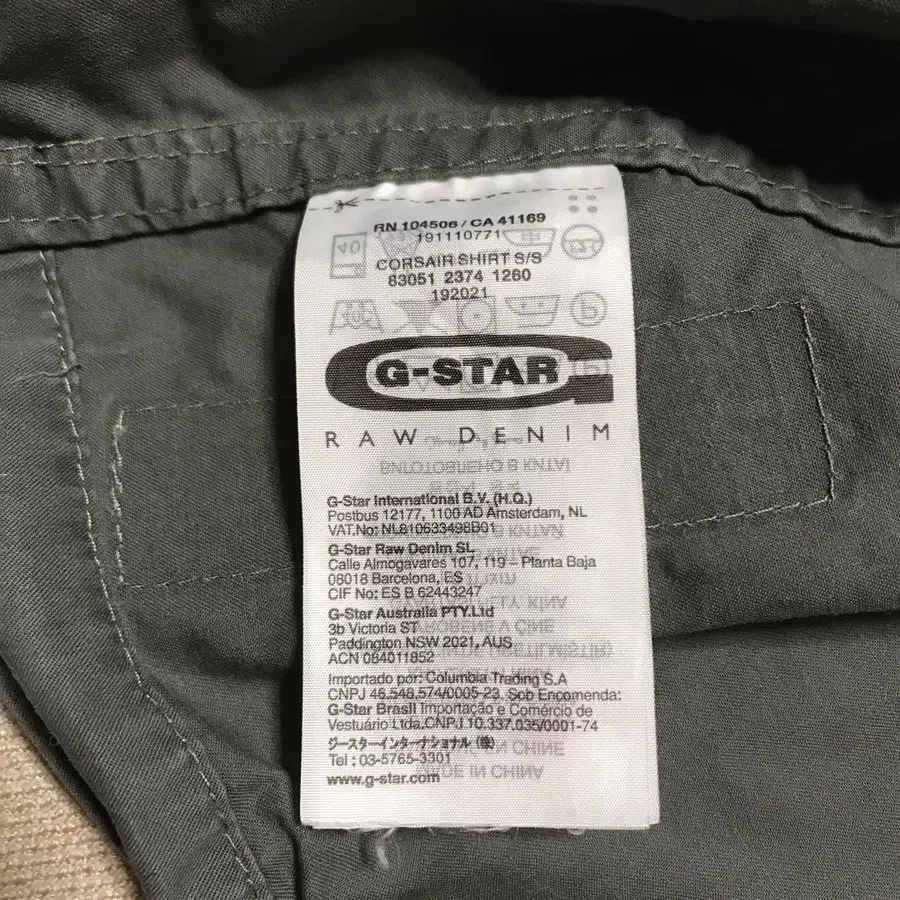 RN 104506 / CA 41169
191110771
CORSAIR SHIRT S/S
83051 2374 1260
192021
G-STAR
RAW DENIM
G-Star International B.V. (H.Q.)
Postbus 12177, 1100 AD Amsterdam, NL
VAT.No: NL810633498B01
G-Star Raw Denim SL
Calle Almogavares 107, 119 – Planta Baja
08018 Barcelona, ES
CIF No: ES B 62443247
G-Star Australia PTY.Ltd
3b Victoria ST
Paddington NSW 2021, AUS
ACN 084011852
Importado por: Columbia Trading S.A
CNPJ 46.548.574/0005-23 Sob Encomenda:
G-Star Brasil Importação e Comércio de
Vestuário Ltda.CNPJ 10.337.035/0001-74
ジースターインターナショナル (株)
Tel : 03-5765-3301
www.g-star.com